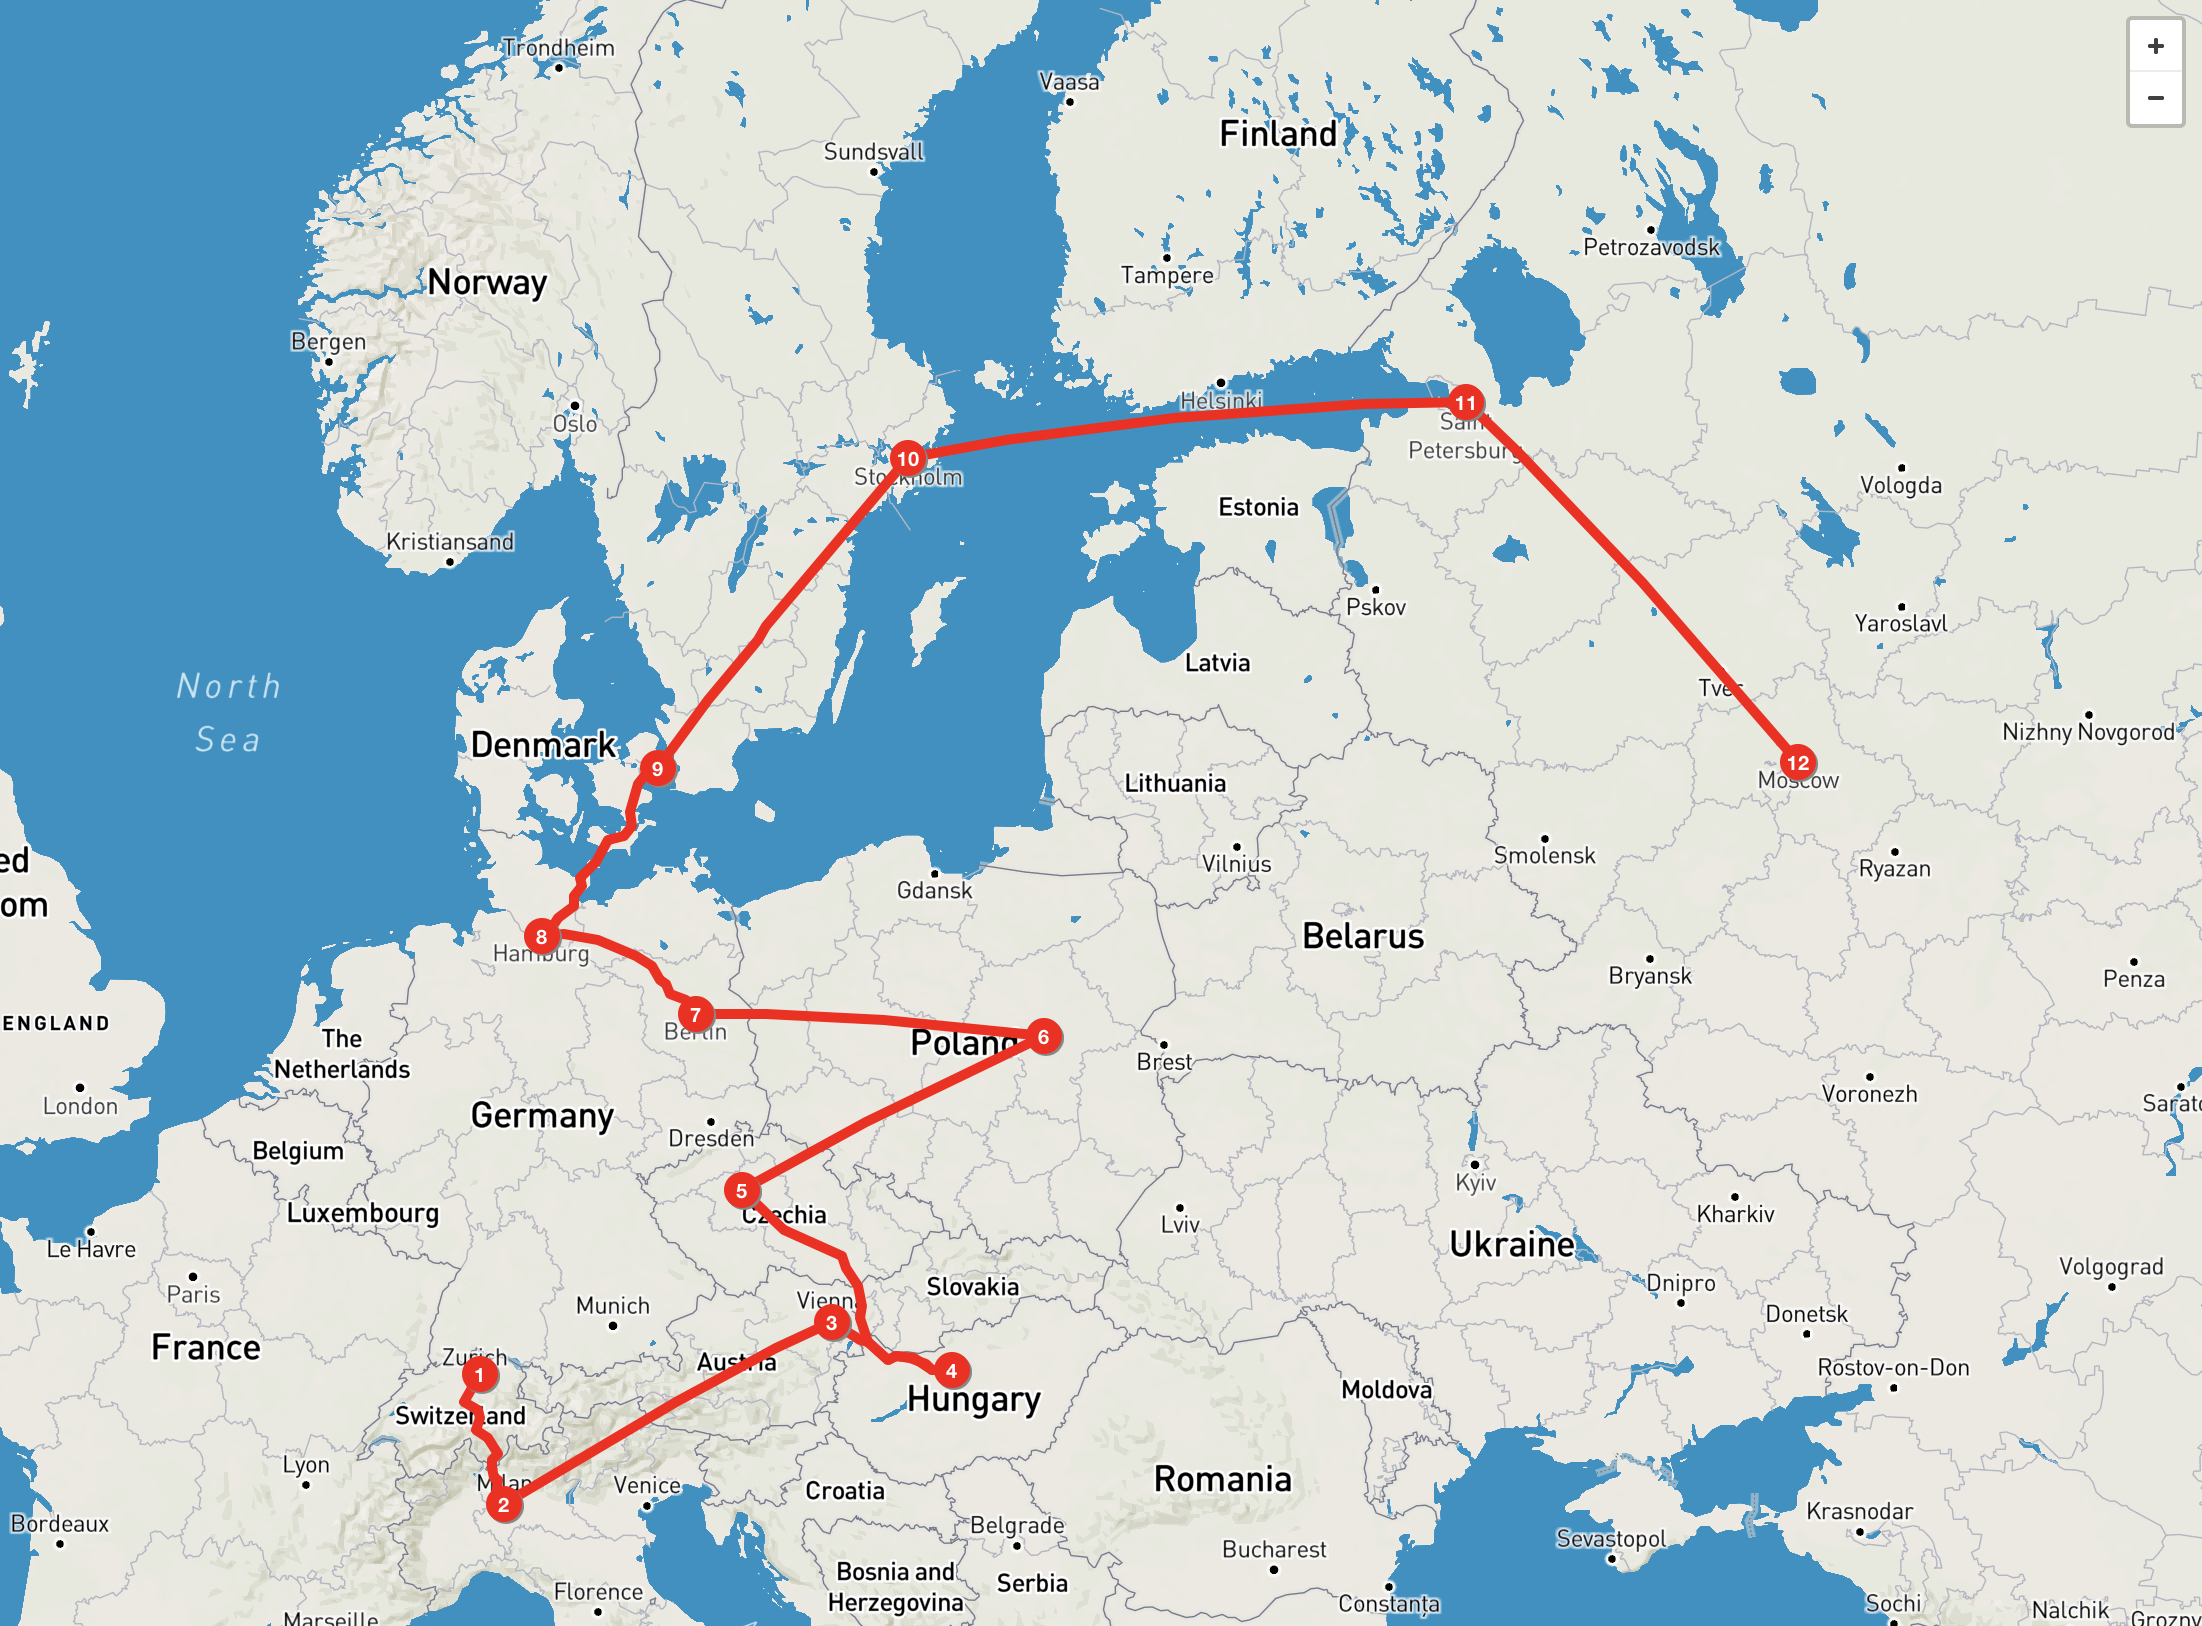 Trondheim
Vaasa
Finland
Sundsvall
Petrozavodsk
Tampere
Norway
Bergen
Helsinki
Oslo
11
Saint
Petersburg
10
Stockholm
Vologda
Estonia
Kristiansand
Pskov
Yaroslavl
Latvia
North
Sea
Tver
Nizhny Novgorod
Denmark
9
12
Moscow
Lithuania
Vilnius
Smolensk
Ryazan
ed
om
Gdansk
8
Hamburg
Belarus
Bryansk
Penza
ENGLAND
7
Berlin
6
Poland
The
Netherlands
Brest
London
Voronezh
Sarato
Germany
Dresden
Belgium
Kyiv
5
Czechia
Luxembourg
Lviv
Kharkiv
Le Havre
Ukraine
Paris
Slovakia
Dnipro
Volgograd
Vienna
3
Munich
Donetsk
France
Zurich
1
Austria
4
Hungary
Moldova
Rostov-on-Don
Switzerland
Lyon
Milan
2
Venice
Croatia
Romania
Bordeaux
Belgrade
Krasnodar
Sevastopol
Bucharest
Bosnia and
Herzegovina
Serbia
Florence
Constanța
Marseille
Sochi
Nalchik
Grozny
+
−